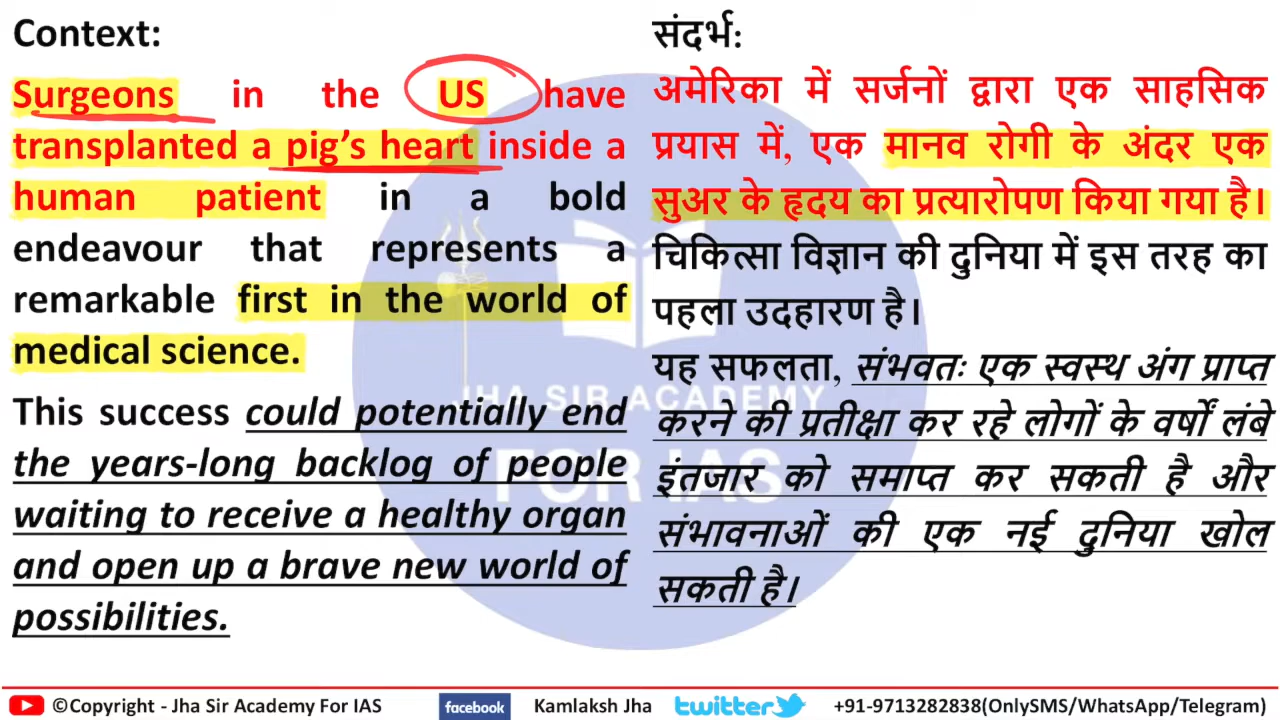 Context:
Surgeons in the US have
transplanted a pig’s heart inside a
human patient in a bold
endeavour that represents a
remarkable first in the world of
medical science.
This success could potentially end
the years-long backlog of people
waiting to receive a healthy organ
and open up a brave new world of
possibilities.
संदर्भ:
अमेरिका में सर्जनों द्वारा एक साहसिक
प्रयास में, एक मानव रोगी के अंदर एक
सुअर के हृदय का प्रत्यारोपण किया गया है।
चिकित्सा विज्ञान की दुनिया में इस तरह का
पहला उदहारण है।
यह सफलता, संभवतः एक स्वस्थ अंग प्राप्त
करने की प्रतीक्षा कर रहे लोगों के वर्षों लंबे
इंतजार को समाप्त कर सकती है और
संभावनाओं की एक नई दुनिया खोल
सकती है।
JHA SIR ACADEMY
FOR IAS
©Copyright - Jha Sir Academy For IAS
facebook
Kamlaksh Jha
twitter
+91-9713282838(OnlySMS/WhatsApp/Telegram)